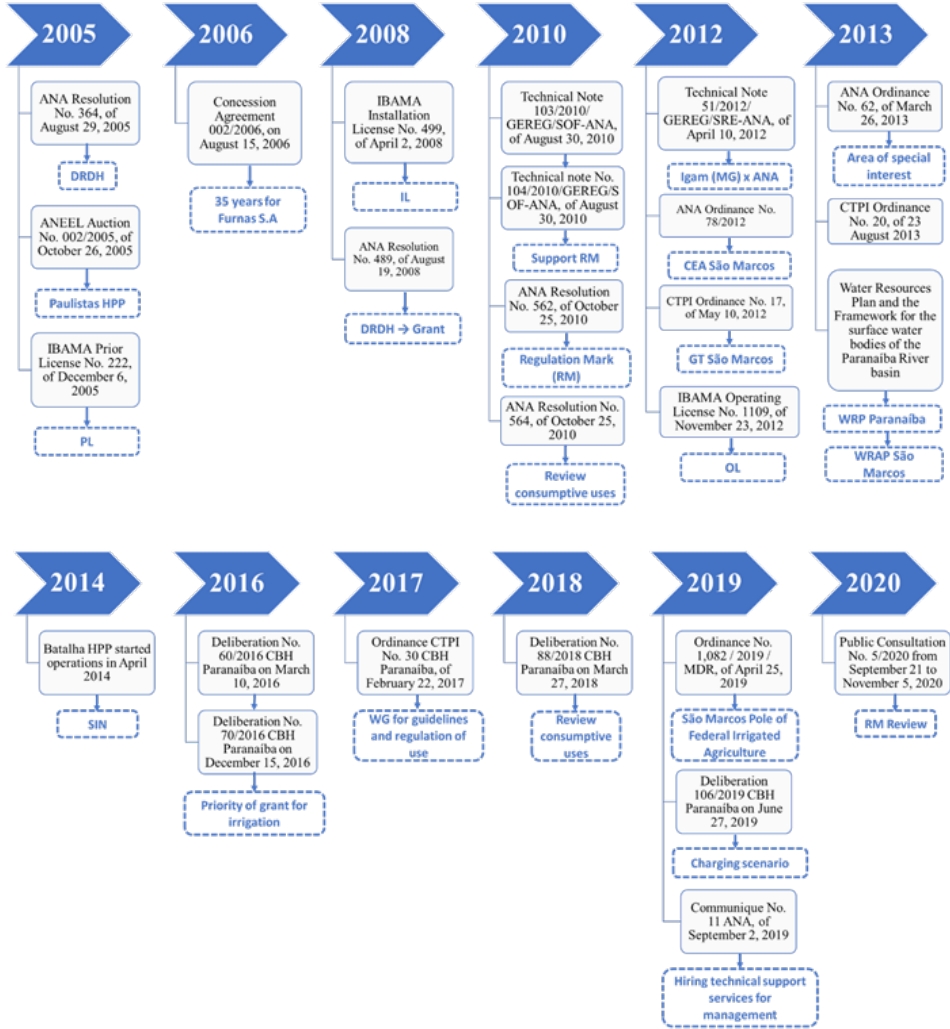 2005
ANA Resolution
No. 364, of
August 29, 2005
DRDH
ANEEL Auction
No. 002/2005, of
October 26, 2005
Paulistas HPP
IBAMA Prior
License No. 222,
of December 6,
2005
PL
2006
Concession
Agreement
002/2006, on
August 15, 2006
35 years for
Furnas S.A
2008
IBAMA
Installation
License No. 499,
of April 2, 2008
IL
ANA Resolution
No. 489, of August
19, 2008
DRDH → Grant
2010
Technical Note
103/2010/
GEREG/SOF-ANA,
of August 30, 2010
Technical note No.
104/2010/GEREG/S
OF-ANA, of August
30, 2010
Support RM
ANA Resolution
No. 562, of October
25, 2010
Regulation Mark
(RM)
ANA Resolution No.
564, of October 25,
2010
Review
consumptive uses
2012
Technical Note
51/2012/
GEREG/SRE-ANA,
of April 10, 2012
Igam (MG) x ANA
ANA Ordinance No.
78/2012
CEA São Marcos
CTPI Ordinance No. 17,
of May 10, 2012
GT São Marcos
IBAMA Operating
License No. 1109, of
November 23, 2012
OL
2013
ANA Ordinance
No. 62, of March
26, 2013
Area of special
interest
CTPI Ordinance
No. 20, of 23
August 2013
Water Resources
Plan and the
Framework for the
surface water
bodies of the
Paranaiba River
basin
WRP Paranaíba
WRAP São
Marcos
2014
Batalha HPP started
operations in April
2014
SIN
2016
Deliberation No.
60/2016 CBH
Paranaíba on March
10, 2016
Deliberation No.
70/2016 CBH
Paranaiba on
December 15, 2016
Priority of grant for
irrigation
2017
Ordinance CTPI
No. 30 CBH
Paranaiba, of
February 22, 2017
WG for guidelines
and regulation of
use
2018
Deliberation No.
88/2018 CBH
Paranaiba on March
27, 2018
Review
consumptive uses
2019
Ordinance No.
1,082 / 2019 /
MDR, of April 25,
2019
São Marcos Pole of
Federal Irrigated
Agriculture
Deliberation
106/2019 CBH
Paranaiba on June
27, 2019
Charging scenario
Communique No.
11 ANA, of
September 2, 2019
Hiring technical support
services for
management
2020
Public Consultation
No. 5/2020 from
September 21 to
November 5, 2020
RM Review